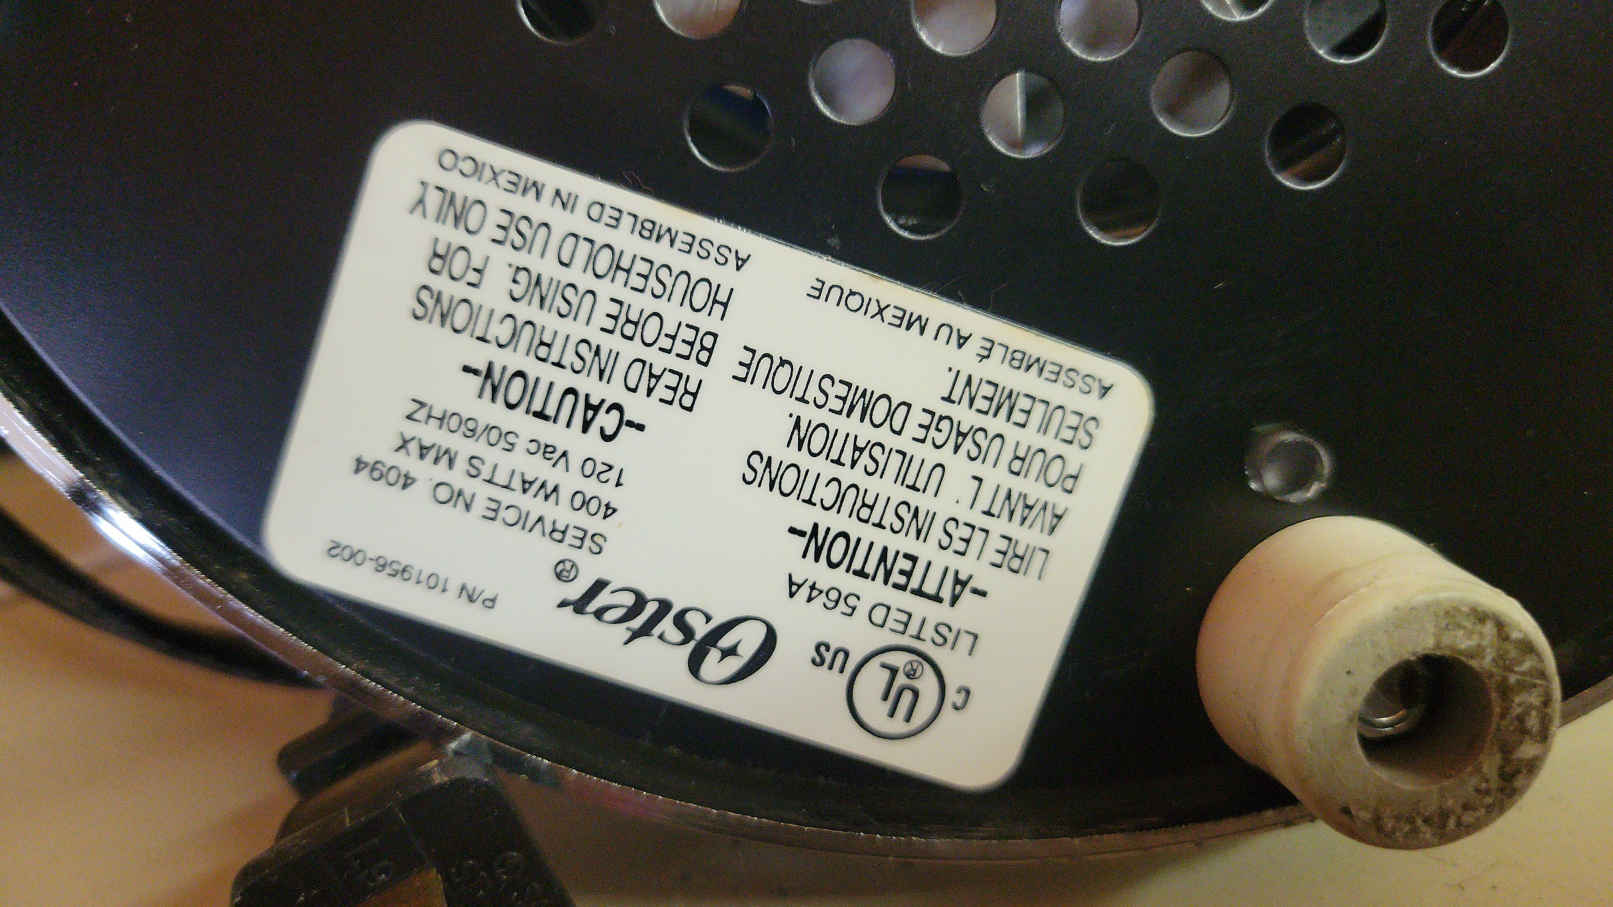 P/N 101956-002
Oster®
SERVICE NO. 4094
400 WATTS MAX
120 Vac 50/60HZ
-CAUTION-
READ INSTRUCTIONS
BEFORE USING. FOR
HOUSEHOLD USE ONLY
ASSEMBLED IN MEXICO
C UL® US
LISTED 564A
-ATTENTION-
LIRE LES INSTRUCTIONS
AVANT L' UTILISATION.
POUR USAGE DOMESTIQUE
SEULEMENT.
ASSEMBLÉ AU MEXIQUE